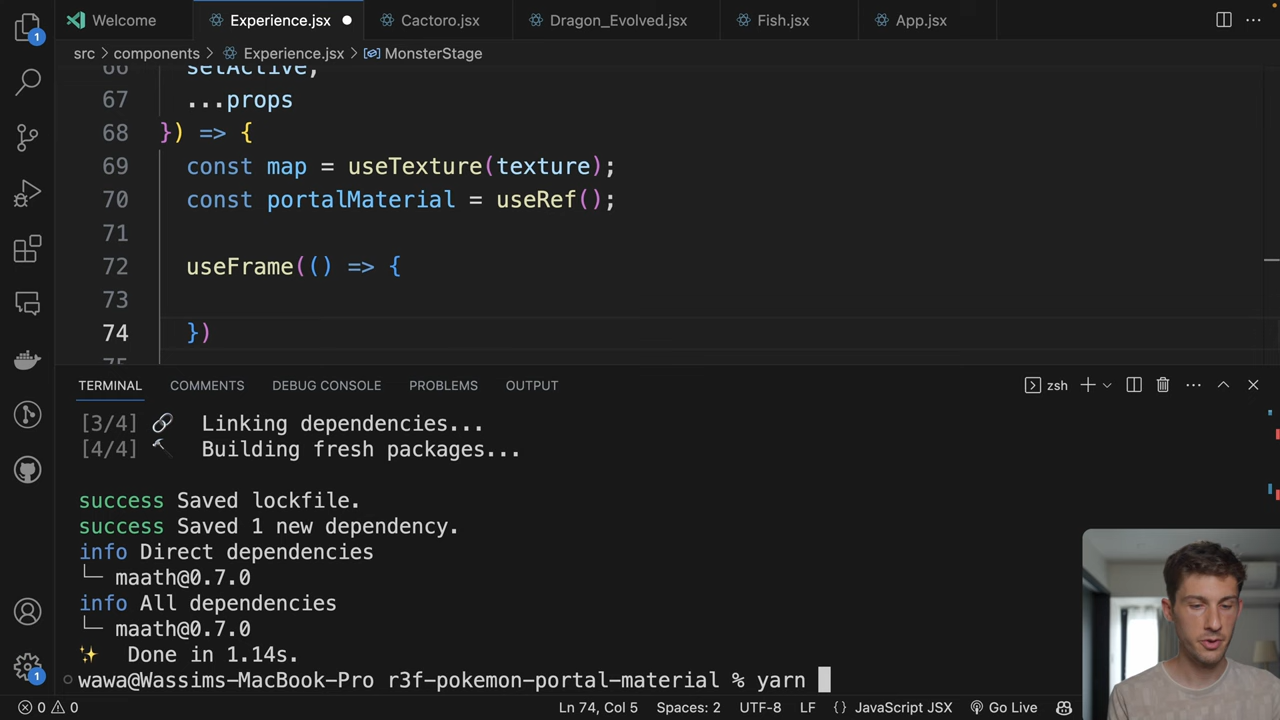 Welcome
Experience.jsx
Cactoro.jsx
Dragon_Evolved.jsx
Fish.jsx
App.jsx
src > components > Experience.jsx > MonsterStage
66 setActive,
67 ...props
68 }) => {
69 const map = useTexture(texture);
70 const portalMaterial = useRef();
71
72 useFrame(() => {
73
74 })
75
TERMINAL COMMENTS DEBUG CONSOLE PROBLEMS OUTPUT
zsh
[3/4] 🔗 Linking dependencies...
[4/4] 🔨 Building fresh packages...
success Saved lockfile.
success Saved 1 new dependency.
info Direct dependencies
└─ maath@0.7.0
info All dependencies
└─ maath@0.7.0
✨ Done in 1.14s.
wawa@Wassims-MacBook-Pro r3f-pokemon-portal-material % yarn
1
1
0 0
Ln 74, Col 5 Spaces: 2 UTF-8 LF {} JavaScript JSX Go Live